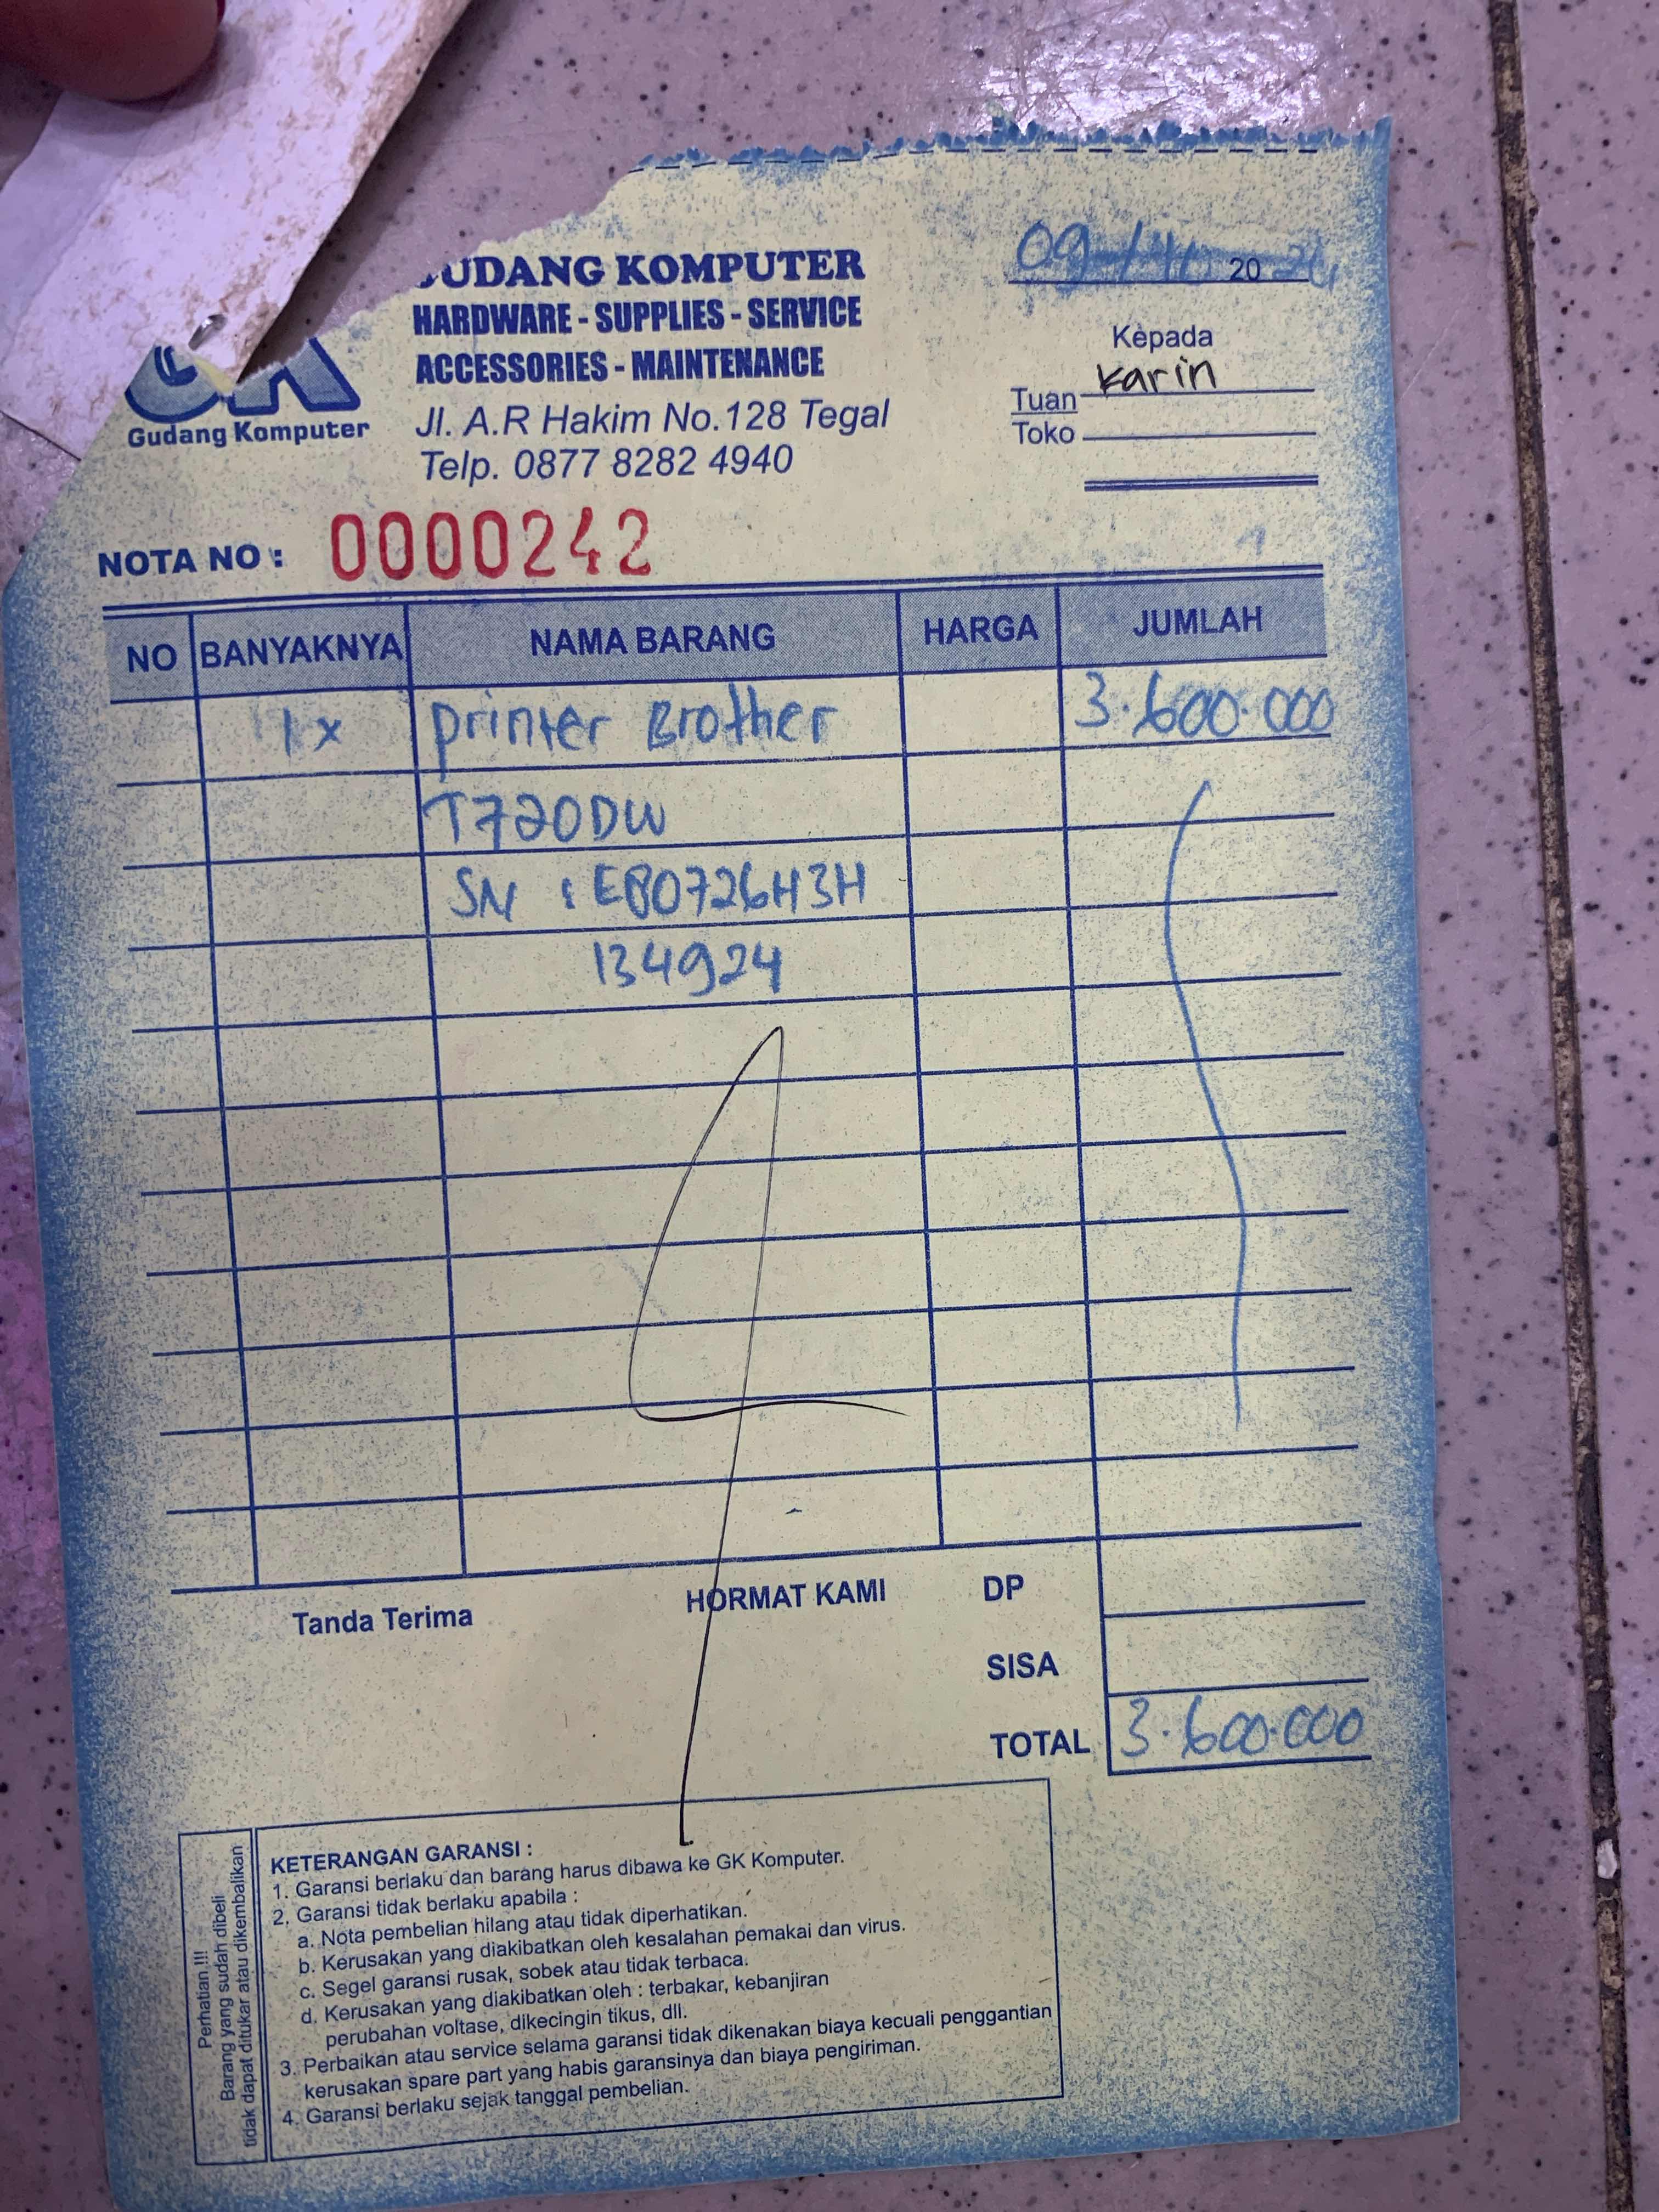 UDANG KOMPUTER
HARDWARE - SUPPLIES - SERVICE
ACCESSORIES - MAINTENANCE
Jl. A.R Hakim No.128 Tegal
Telp. 0877 8282 4940
Gudang Komputer
09 20
Kepada
Tuan Karin
Toko
NOTA NO : 0000242
NO BANYAKNYA NAMA BARANG HARGA JUMLAH
1x printer Brother 3.600.000
T720DW
SN : E80726H3H
134924
Tanda Terima HORMAT KAMI DP
SISA
TOTAL 3.600.000
Perhatian !!!
Barang yang sudah dibeli
tidak dapat ditukar atau dikembalikan
KETERANGAN GARANSI :
1. Garansi berlaku dan barang harus dibawa ke GK Komputer.
2. Garansi tidak berlaku apabila :
a. Nota pembelian hilang atau tidak diperhatikan.
b. Kerusakan yang diakibatkan oleh kesalahan pemakai dan virus.
c. Segel garansi rusak, sobek atau tidak terbaca.
d. Kerusakan yang diakibatkan oleh : terbakar, kebanjiran
perubahan voltase, dikecingin tikus, dll.
3. Perbaikan atau service selama garansi tidak dikenakan biaya kecuali penggantian
kerusakan spare part yang habis garansinya dan biaya pengiriman.
4. Garansi berlaku sejak tanggal pembelian.